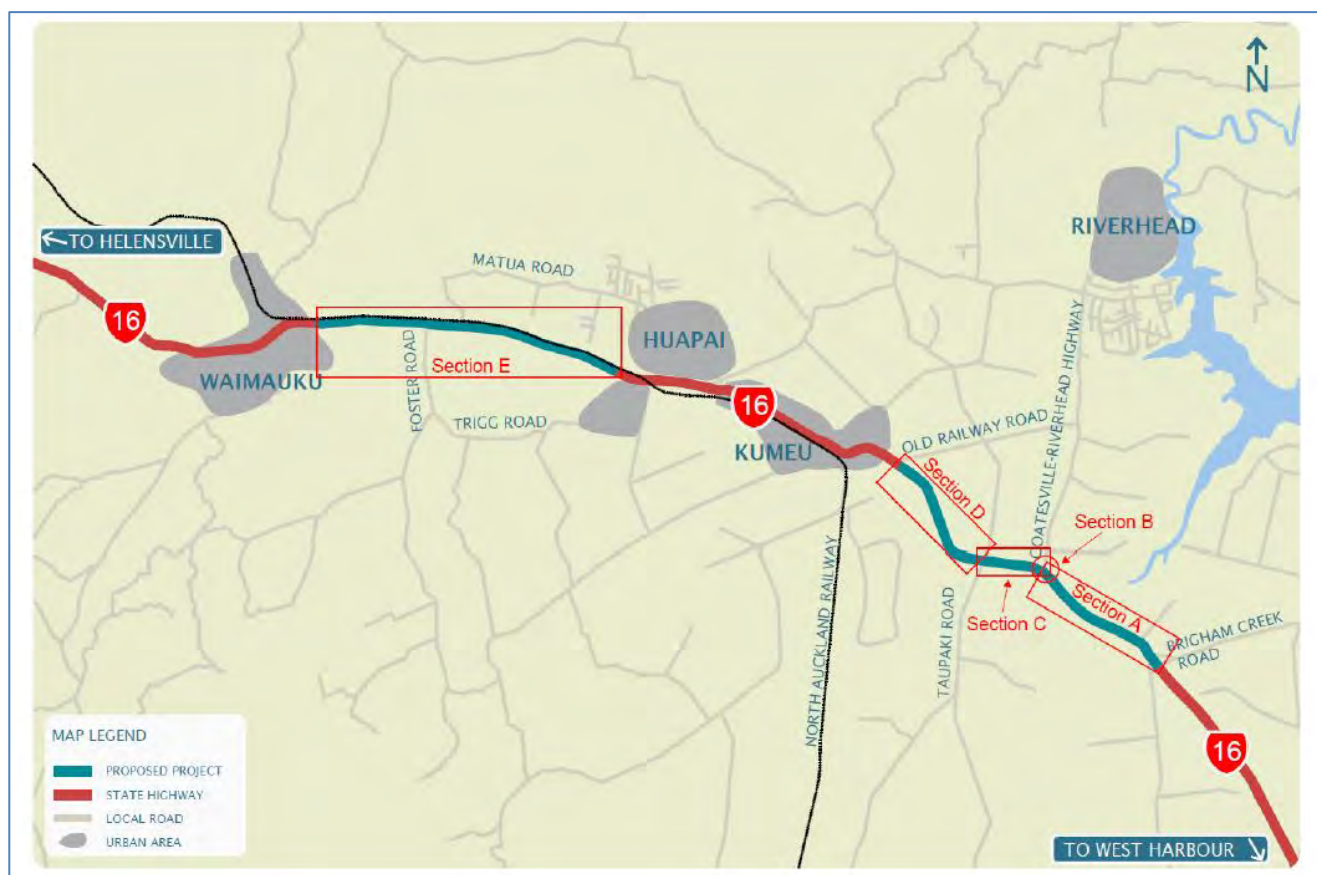 N
RIVERHEAD
←TO HELENSVILLE
MATUA ROAD
16
HUAPAI
WAIMAUKU
FOSTER ROAD
Section E
COATESVILLE-RIVERHEAD HIGHWAY
16
TRIGG ROAD
OLD RAILWAY ROAD
KUMEU
Section D
Section B
NORTH AUCKLAND RAILWAY
TAUPAKI ROAD
Section C
Section A
BRIGHAM CREEK
ROAD
16
MAP LEGEND
PROPOSED PROJECT
STATE HIGHWAY
LOCAL ROAD
URBAN AREA
TO WEST HARBOUR